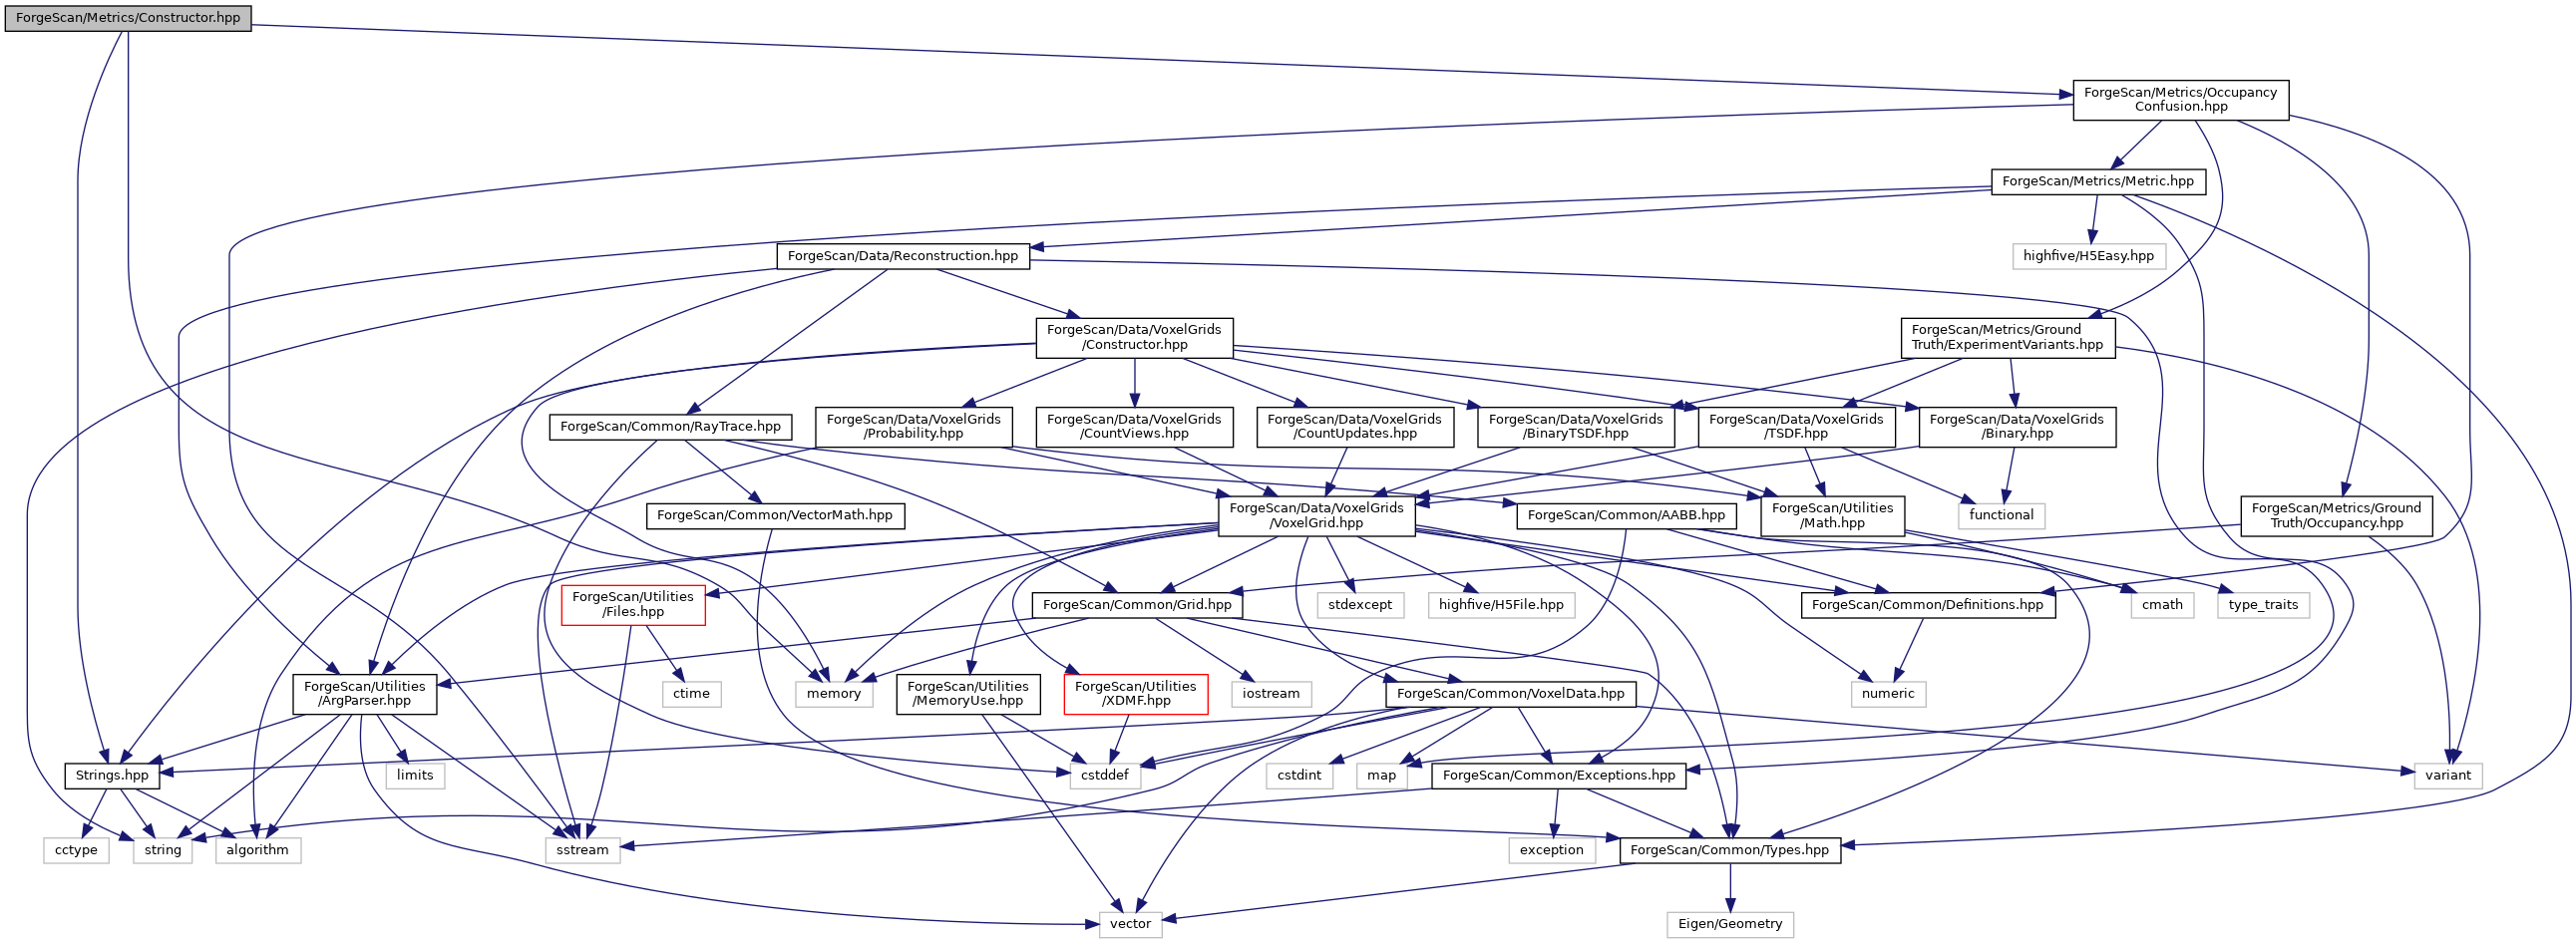 ForgeScan/Metrics/Constructor.hpp
ForgeScan/Metrics/Occupancy
Confusion.hpp
ForgeScan/Metrics/Metric.hpp
ForgeScan/Data/Reconstruction.hpp
highfive/H5Easy.hpp
ForgeScan/Data/VoxelGrids
/Constructor.hpp
ForgeScan/Metrics/Ground
Truth/ExperimentVariants.hpp
ForgeScan/Common/RayTrace.hpp
ForgeScan/Data/VoxelGrids
/Probability.hpp
ForgeScan/Data/VoxelGrids
/CountViews.hpp
ForgeScan/Data/VoxelGrids
/CountUpdates.hpp
ForgeScan/Data/VoxelGrids
/BinaryTSDF.hpp
ForgeScan/Data/VoxelGrids
/TSDF.hpp
ForgeScan/Data/VoxelGrids
/Binary.hpp
ForgeScan/Common/VectorMath.hpp
ForgeScan/Data/VoxelGrids
/VoxelGrid.hpp
ForgeScan/Common/AABB.hpp
ForgeScan/Utilities
/Math.hpp
functional
ForgeScan/Metrics/Ground
Truth/Occupancy.hpp
ForgeScan/Utilities
/Files.hpp
ForgeScan/Common/Grid.hpp
stdexcept
highfive/H5File.hpp
ForgeScan/Common/Definitions.hpp
cmath
type_traits
ForgeScan/Utilities
/ArgParser.hpp
ctime
memory
ForgeScan/Utilities
/MemoryUse.hpp
ForgeScan/Utilities
/XDMF.hpp
iostream
ForgeScan/Common/VoxelData.hpp
numeric
Strings.hpp
limits
cstddef
cstdint
map
ForgeScan/Common/Exceptions.hpp
variant
cctype
string
algorithm
sstream
exception
ForgeScan/Common/Types.hpp
vector
Eigen/Geometry